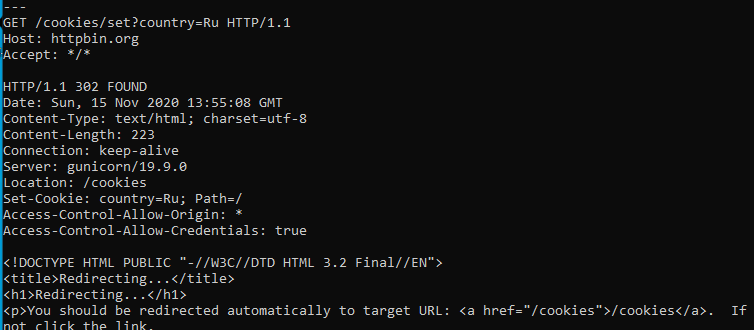 ---
GET /cookies/set?country=Ru HTTP/1.1
Host: httpbin.org
Accept: */*
HTTP/1.1 302 FOUND
Date: Sun, 15 Nov 2020 13:55:08 GMT
Content-Type: text/html; charset=utf-8
Content-Length: 223
Connection: keep-alive
Server: gunicorn/19.9.0
Location: /cookies
Set-Cookie: country=Ru; Path=/
Access-Control-Allow-Origin: *
Access-Control-Allow-Credentials: true
<!DOCTYPE HTML PUBLIC "-//W3C//DTD HTML 3.2 Final//EN">
<title>Redirecting...</title>
<h1>Redirecting...</h1>
<p>You should be redirected automatically to target URL: <a href="/cookies">/cookies</a>.  If
not click the link.